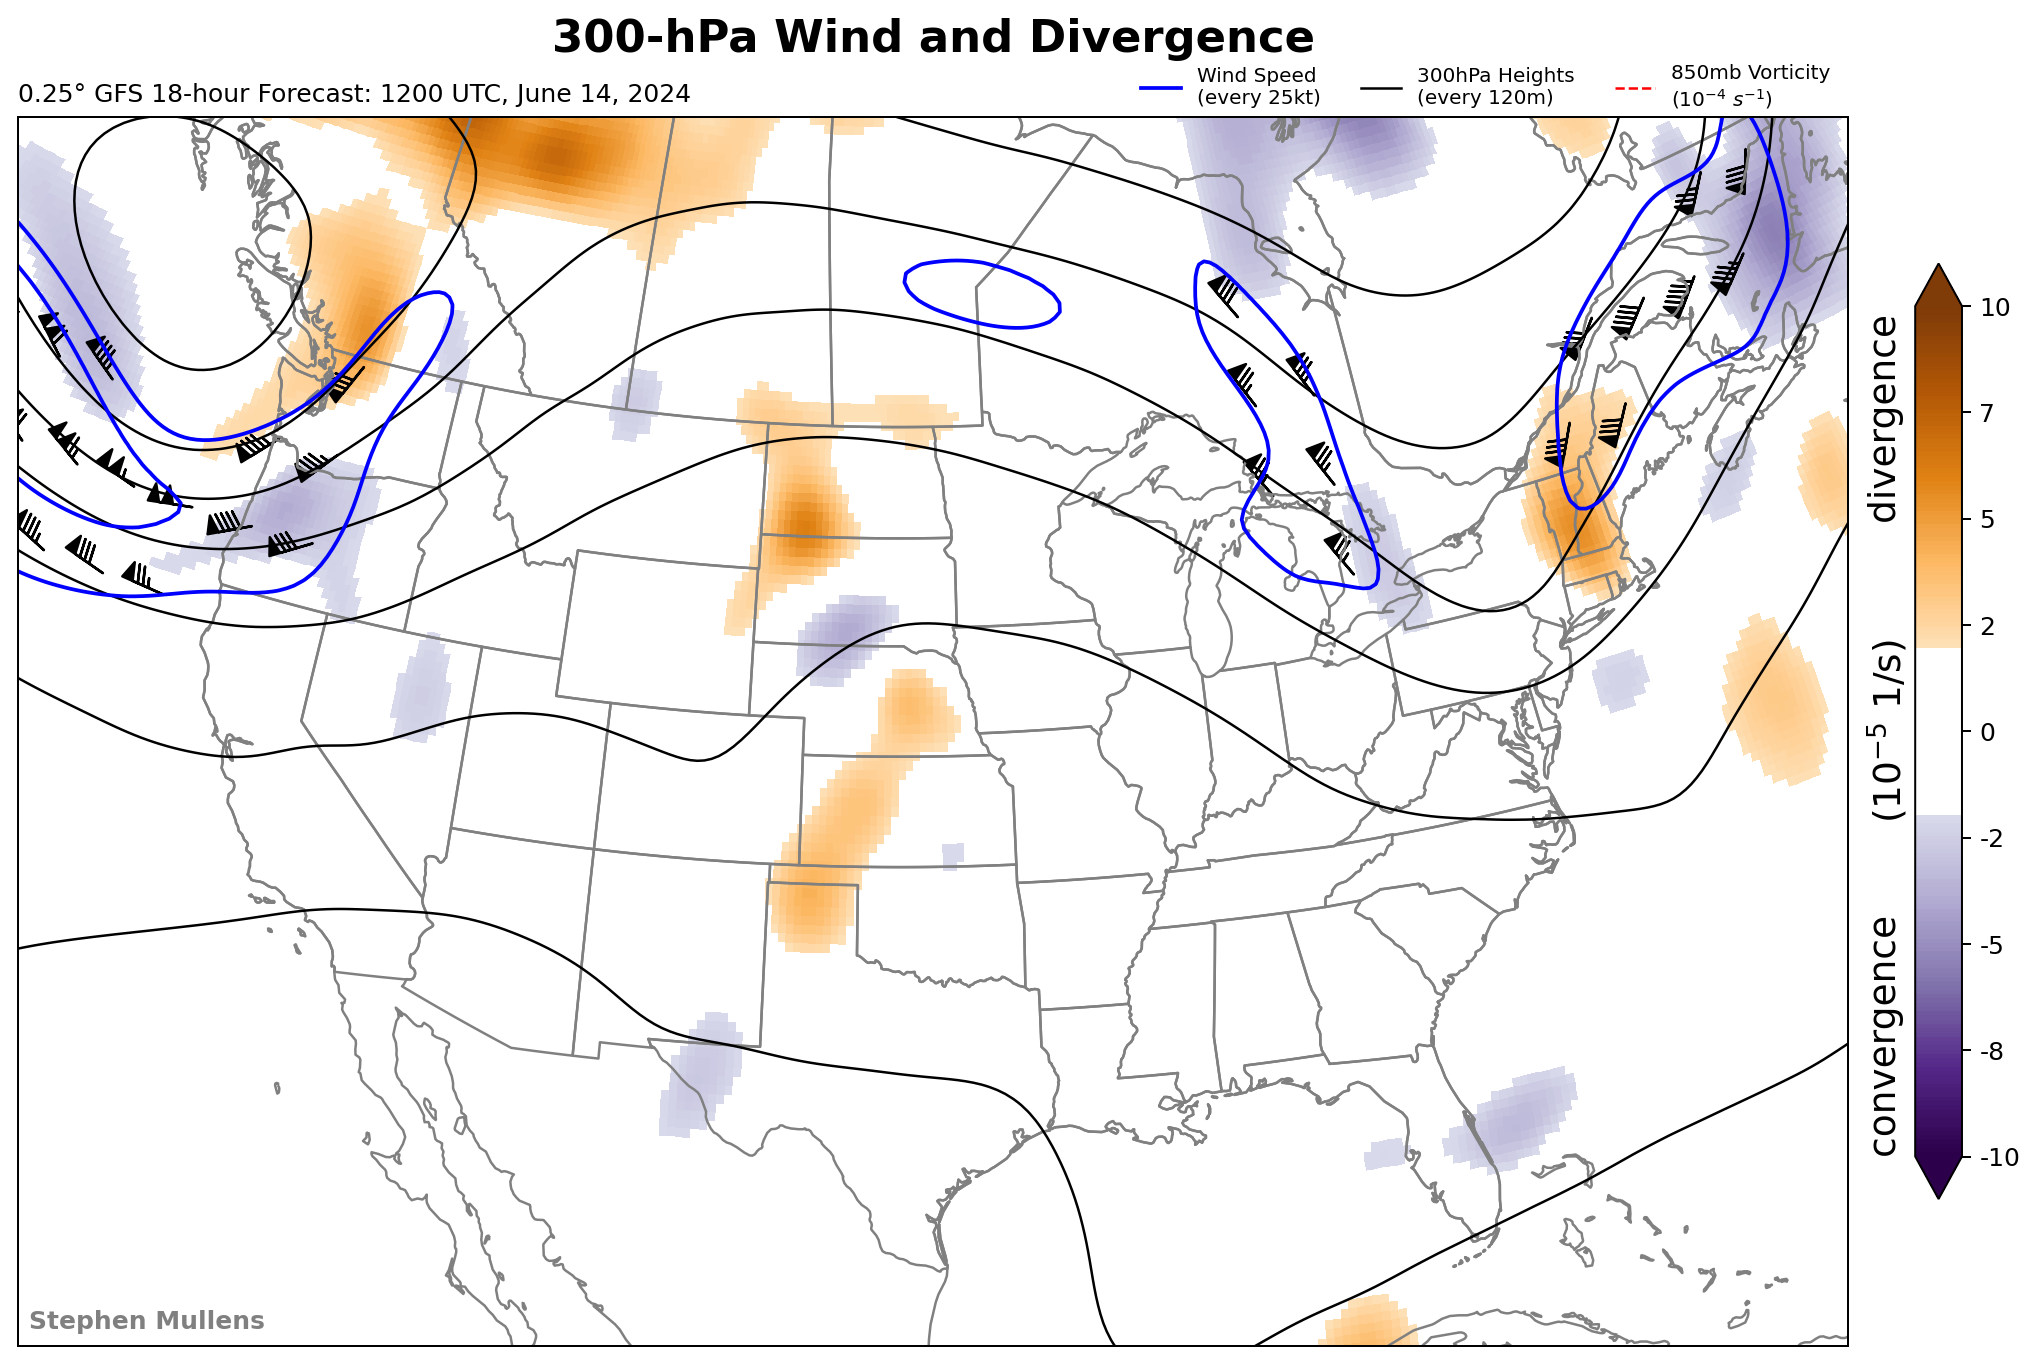 300-hPa Wind and Divergence
0.25° GFS 18-hour Forecast: 1200 UTC, June 14, 2024
Wind Speed
(every 25kt)
300hPa Heights
(every 120m)
850mb Vorticity
(10⁻⁴ s⁻¹)
10
7
5
2
0
-2
-5
-8
-10
convergence (10⁻⁵ 1/s) divergence
Stephen Mullens